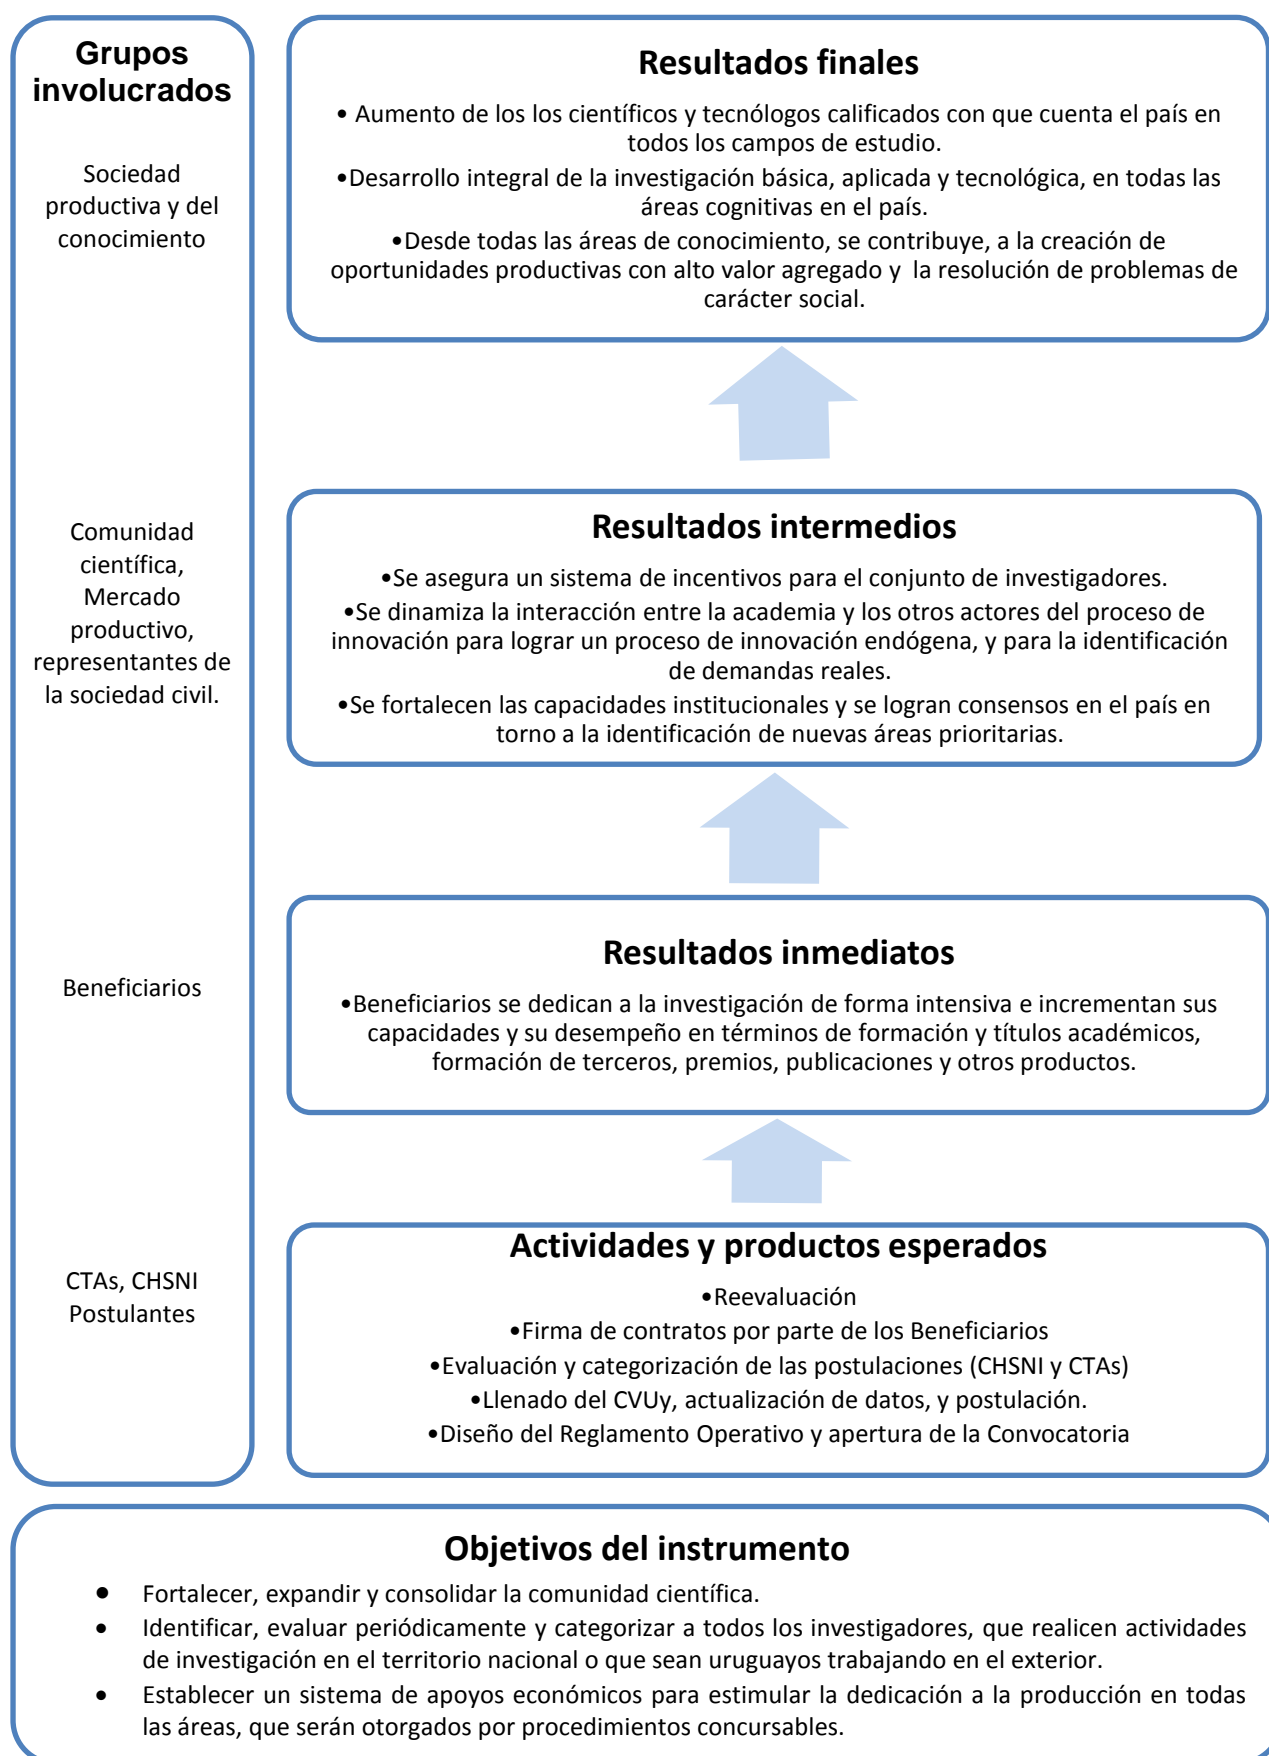 Grupos
involucrados
Sociedad
productiva y del
conocimiento
Comunidad
científica,
Mercado
productivo,
representantes de
la sociedad civil.
Beneficiarios
CTAs, CHSNI
Postulantes
Resultados finales
• Aumento de los los científicos y tecnólogos calificados con que cuenta el país en
todos los campos de estudio.
•Desarrollo integral de la investigación básica, aplicada y tecnológica, en todas las
áreas cognitivas en el país.
•Desde todas las áreas de conocimiento, se contribuye, a la creación de
oportunidades productivas con alto valor agregado y la resolución de problemas de
carácter social.
Resultados intermedios
•Se asegura un sistema de incentivos para el conjunto de investigadores.
•Se dinamiza la interacción entre la academia y los otros actores del proceso de
innovación para lograr un proceso de innovación endógena, y para la identificación
de demandas reales.
•Se fortalecen las capacidades institucionales y se logran consensos en el país en
torno a la identificación de nuevas áreas prioritarias.
Resultados inmediatos
•Beneficiarios se dedican a la investigación de forma intensiva e incrementan sus
capacidades y su desempeño en términos de formación y títulos académicos,
formación de terceros, premios, publicaciones y otros productos.
Actividades y productos esperados
•Reevaluación
•Firma de contratos por parte de los Beneficiarios
•Evaluación y categorización de las postulaciones (CHSNI y CTAs)
•Llenado del CVUy, actualización de datos, y postulación.
•Diseño del Reglamento Operativo y apertura de la Convocatoria
Objetivos del instrumento
• Fortalecer, expandir y consolidar la comunidad científica.
• Identificar, evaluar periódicamente y categorizar a todos los investigadores, que realicen actividades
de investigación en el territorio nacional o que sean uruguayos trabajando en el exterior.
• Establecer un sistema de apoyos económicos para estimular la dedicación a la producción en todas
las áreas, que serán otorgados por procedimientos concursables.